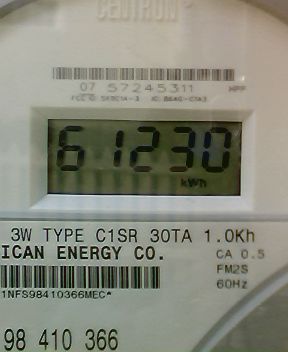 CENTRON®
07 57245311
61230
kWh
3W TYPE C1SR 30TA 1.0Kh
ICAN ENERGY CO.
CA 0.5
FM2S
60Hz
1NFS98410366MEC*
98 410 366